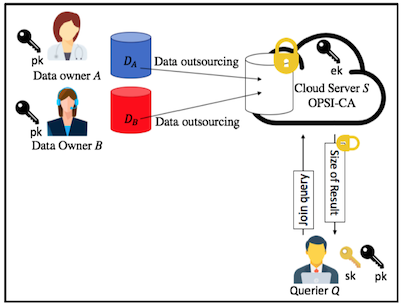 pk
Data owner A
D_A
Data outsourcing
ek
Cloud Server S
OPSI-CA
pk
Data Owner B
D_B
Data outsourcing
Join query
Size of Result
sk
pk
Querier Q